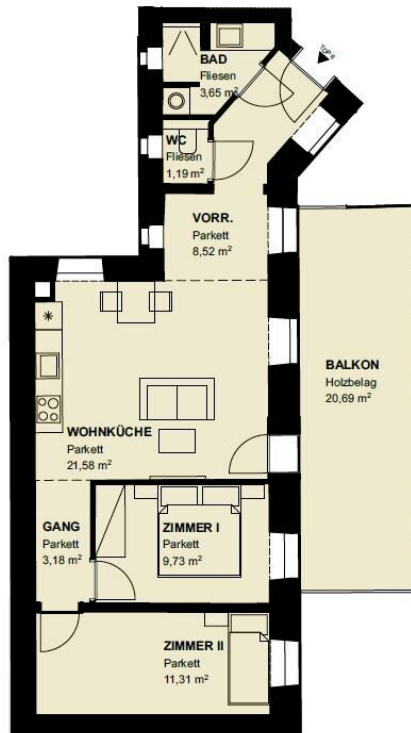 TOP 6
BAD
Fliesen
3,65 m²
WC
Fliesen
1,19 m²
VORR.
Parkett
8,52 m²
BALKON
Holzbelag
20,69 m²
WOHNKÜCHE
Parkett
21,58 m²
GANG
Parkett
3,18 m²
ZIMMER I
Parkett
9,73 m²
ZIMMER II
Parkett
11,31 m²